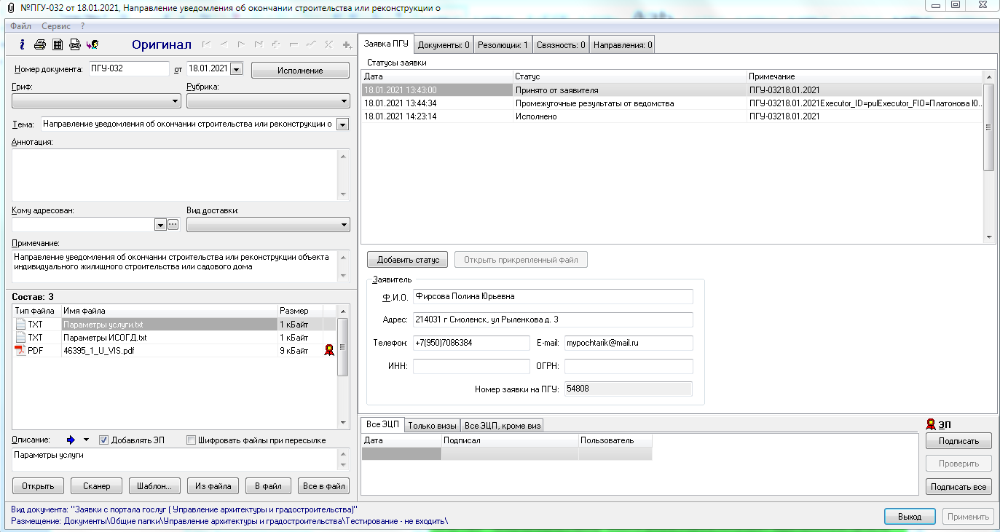 №ПГУ-032 от 18.01.2021, Направление уведомления об окончании строительства или реконструкции о
Файл Сервис ?
Оригинал
Номер документа: ПГУ-032 от 18.01.2021 Исполнение
Гриф: Рубрика:
Тема: Направление уведомления об окончании строительства или реконструкции о
Аннотация:
Кому адресован: Вид доставки:
Примечание:
Направление уведомления об окончании строительства или реконструкции объекта
индивидуального жилищного строительства или садового дома
Состав: 3
Тип файла Имя файла Размер
TXT Параметры услуги.txt 1 кБайт
TXT Параметры ИСОГД.txt 1 кБайт
PDF 46395_1_U_VIS.pdf 9 кБайт
Описание: Добавлять ЭП Шифровать файлы при пересылке
Параметры услуги
Открыть Сканер Шаблон... Из файла В файл Все в файл
Заявка ПГУ Документы: 0 Резолюции: 1 Связность: 0 Направления: 0
Статусы заявки
Дата Статус Примечание
18.01.2021 13:43:00 Принято от заявителя ПГУ-03218.01.2021
18.01.2021 13:44:34 Промежуточные результаты от ведомства ПГУ-03218.01.2021Executor_ID=pulExecutor_FIO=Платонова Ю...
18.01.2021 14:23:14 Исполнено ПГУ-03218.01.2021
Добавить статус Открыть прикрепленный файл
Заявитель
Ф.И.О. Фирсова Полина Юрьевна
Адрес: 214031 г Смоленск, ул Рыленкова д. 3
Телефон: +7(950)7086384 E-mail: mypochtarik@mail.ru
ИНН: ОГРН:
Номер заявки на ПГУ: 54808
Все ЭЦП Только визы Все ЭЦП, кроме виз
Дата Подписал Пользователь
ЭП
Подписать
Проверить
Подписать все
Вид документа: "Заявки с портала госуслуг ( Управление архитектуры и градостроительства)"
Размещение: Документы\Общие папки\Управление архитектуры и градостроительства\Тестирование - не входить\
Выход Применить